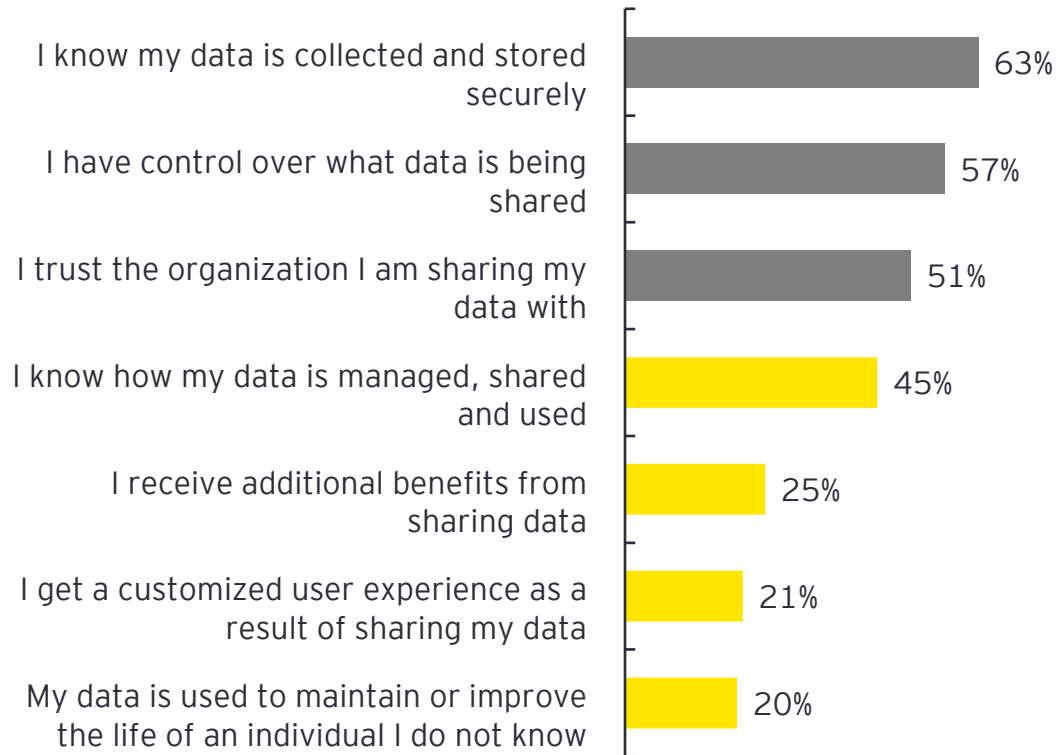 I know my data is collected and stored
securely
63%
I have control over what data is being
shared
57%
I trust the organization I am sharing my
data with
51%
I know how my data is managed, shared
and used
45%
I receive additional benefits from
sharing data
25%
I get a customized user experience as a
result of sharing my data
21%
My data is used to maintain or improve
the life of an individual I do not know
20%